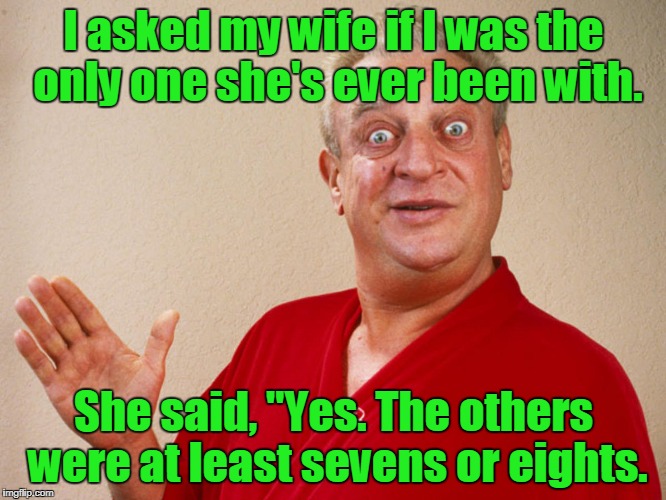 I asked my wife if I was the
only one she's ever been with.
She said, "Yes. The others
were at least sevens or eights.
imgflip.com